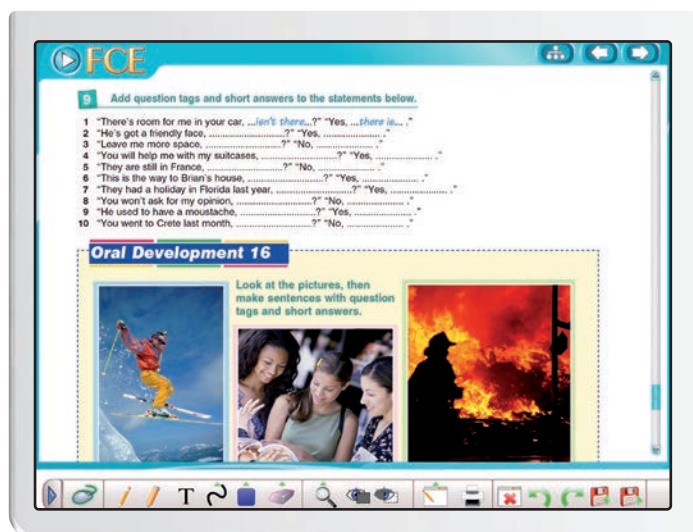 FCE
9 Add question tags and short answers to the statements below.
1 "There's room for me in your car, ...isn't there...?" "Yes, ...there is... ."
2 "He's got a friendly face, ..............................?" "Yes, ...................... ."
3 "Leave me more space, ..............................?" "No, ...................... ."
4 "You will help me with my suitcases, ..............................?" "Yes, ...................... ."
5 "They are still in France, ..............................?" "No, ...................... ."
6 "This is the way to Brian's house, ..............................?" "Yes, ...................... ."
7 "They had a holiday in Florida last year, ..............................?" "Yes, ...................... ."
8 "You won't ask for my opinion, ..............................?" "No, ...................... ."
9 "He used to have a moustache, ..............................?" "Yes, ...................... ."
10 "You went to Crete last month, ..............................?" "No, ...................... ."
Oral Development 16
Look at the pictures, then
make sentences with question
tags and short answers.
T